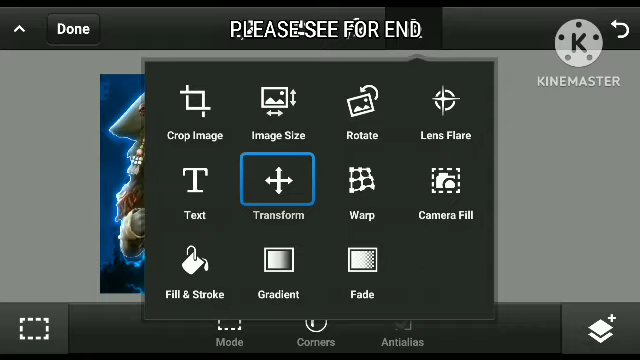 PLEASE SEE FOR END
Done
K
KINEMASTER
Crop Image
Image Size
Rotate
Lens Flare
Text
Transform
Warp
Camera Fill
Fill & Stroke
Gradient
Fade
Mode
Corners
Antialias